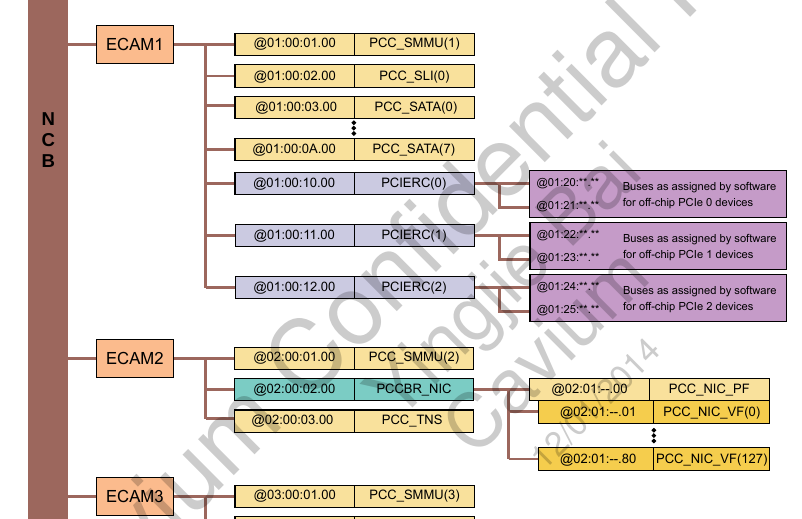 N
C
B
ECAM1
@01:00:01.00 PCC_SMMU(1)
@01:00:02.00 PCC_SLI(0)
@01:00:03.00 PCC_SATA(0)
@01:00:0A.00 PCC_SATA(7)
@01:00:10.00 PCIERC(0)
@01:20:**.** Buses as assigned by software
@01:21:**.** for off-chip PCIe 0 devices
@01:00:11.00 PCIERC(1)
@01:22:**.** Buses as assigned by software
@01:23:**.** for off-chip PCIe 1 devices
@01:00:12.00 PCIERC(2)
@01:24:**.** Buses as assigned by software
@01:25:**.** for off-chip PCIe 2 devices
ECAM2
@02:00:01.00 PCC_SMMU(2)
@02:00:02.00 PCCBR_NIC
@02:01:--.00 PCC_NIC_PF
@02:01:--.01 PCC_NIC_VF(0)
@02:00:03.00 PCC_TNS
@02:01:--.80 PCC_NIC_VF(127)
ECAM3
@03:00:01.00 PCC_SMMU(3)
Confidential
Yingjie Bai
Cavium